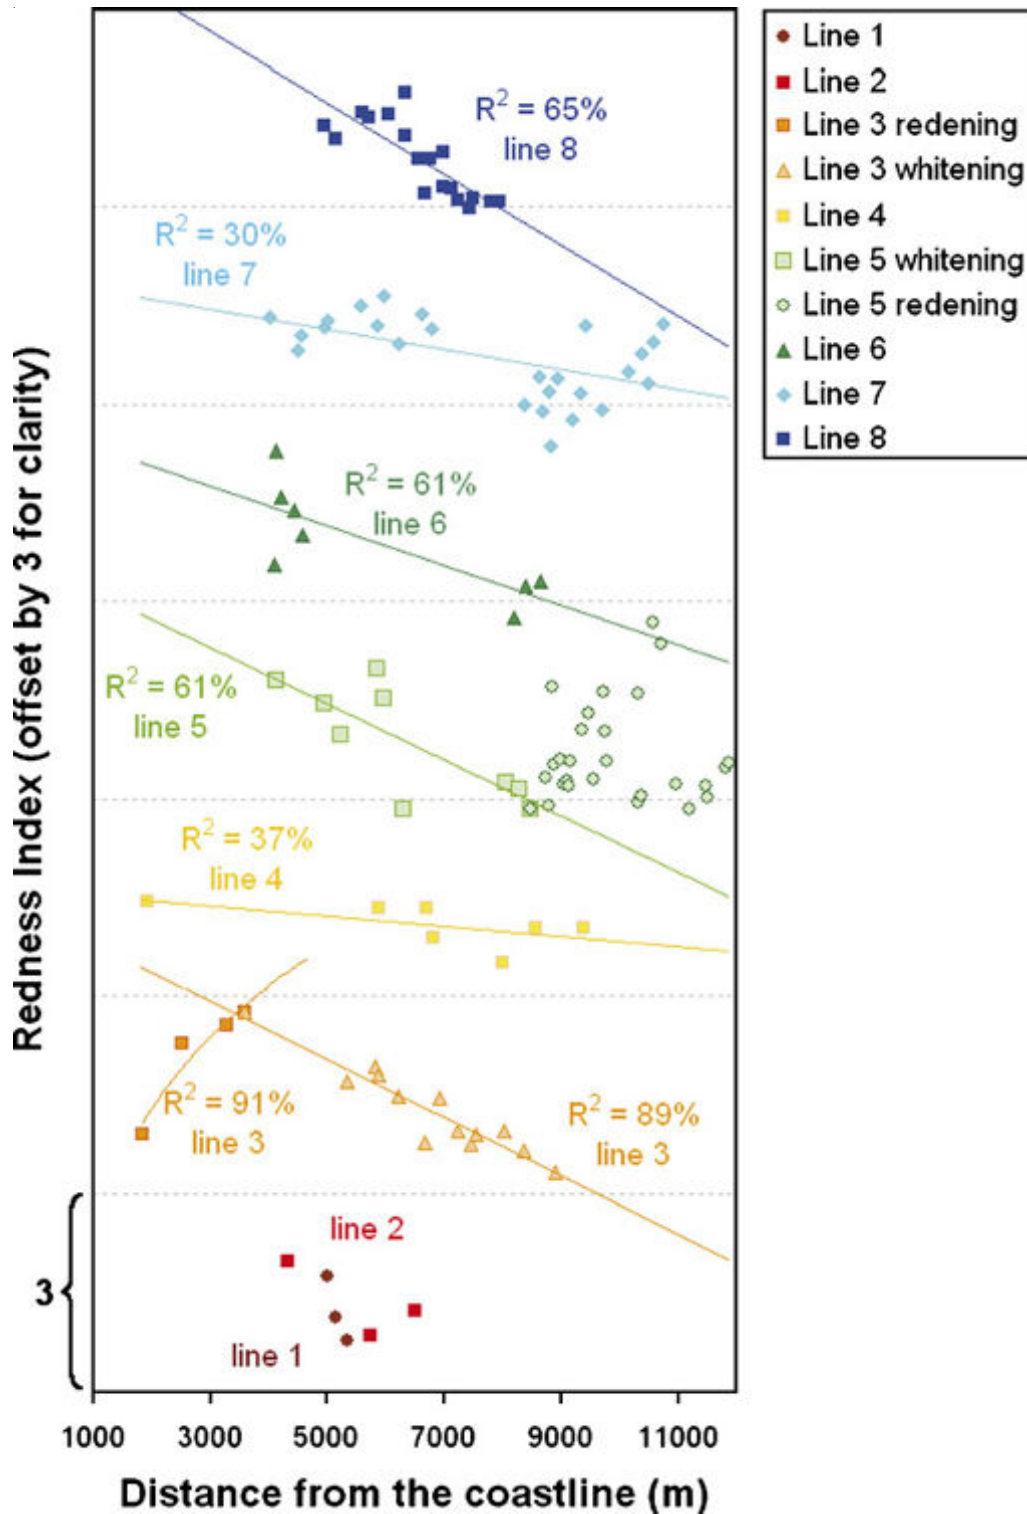 R² = 65%
line 8
R² = 30%
line 7
R² = 61%
line 6
R² = 61%
line 5
R² = 37%
line 4
R² = 91%
line 3
R² = 89%
line 3
line 2
line 1
3
Redness Index (offset by 3 for clarity)
1000 3000 5000 7000 9000 11000
Distance from the coastline (m)
Line 1
Line 2
Line 3 redening
Line 3 whitening
Line 4
Line 5 whitening
Line 5 redening
Line 6
Line 7
Line 8